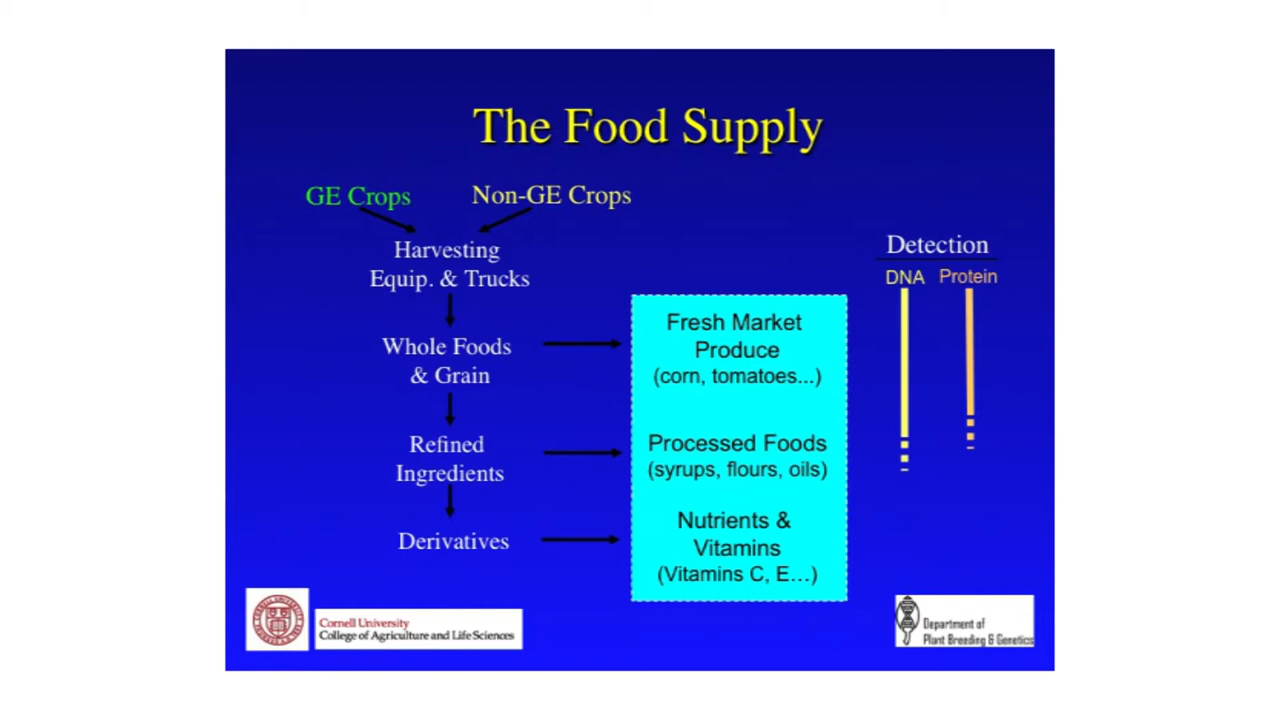 The Food Supply
GE Crops
Non-GE Crops
Harvesting
Equip. & Trucks
Whole Foods
& Grain
Refined
Ingredients
Derivatives
Fresh Market
Produce
(corn, tomatoes...)
Processed Foods
(syrups, flours, oils)
Nutrients &
Vitamins
(Vitamins C, E…)
Detection
DNA
Protein
Cornell University
College of Agriculture and Life Sciences
Department of
Plant Breeding & Genetics